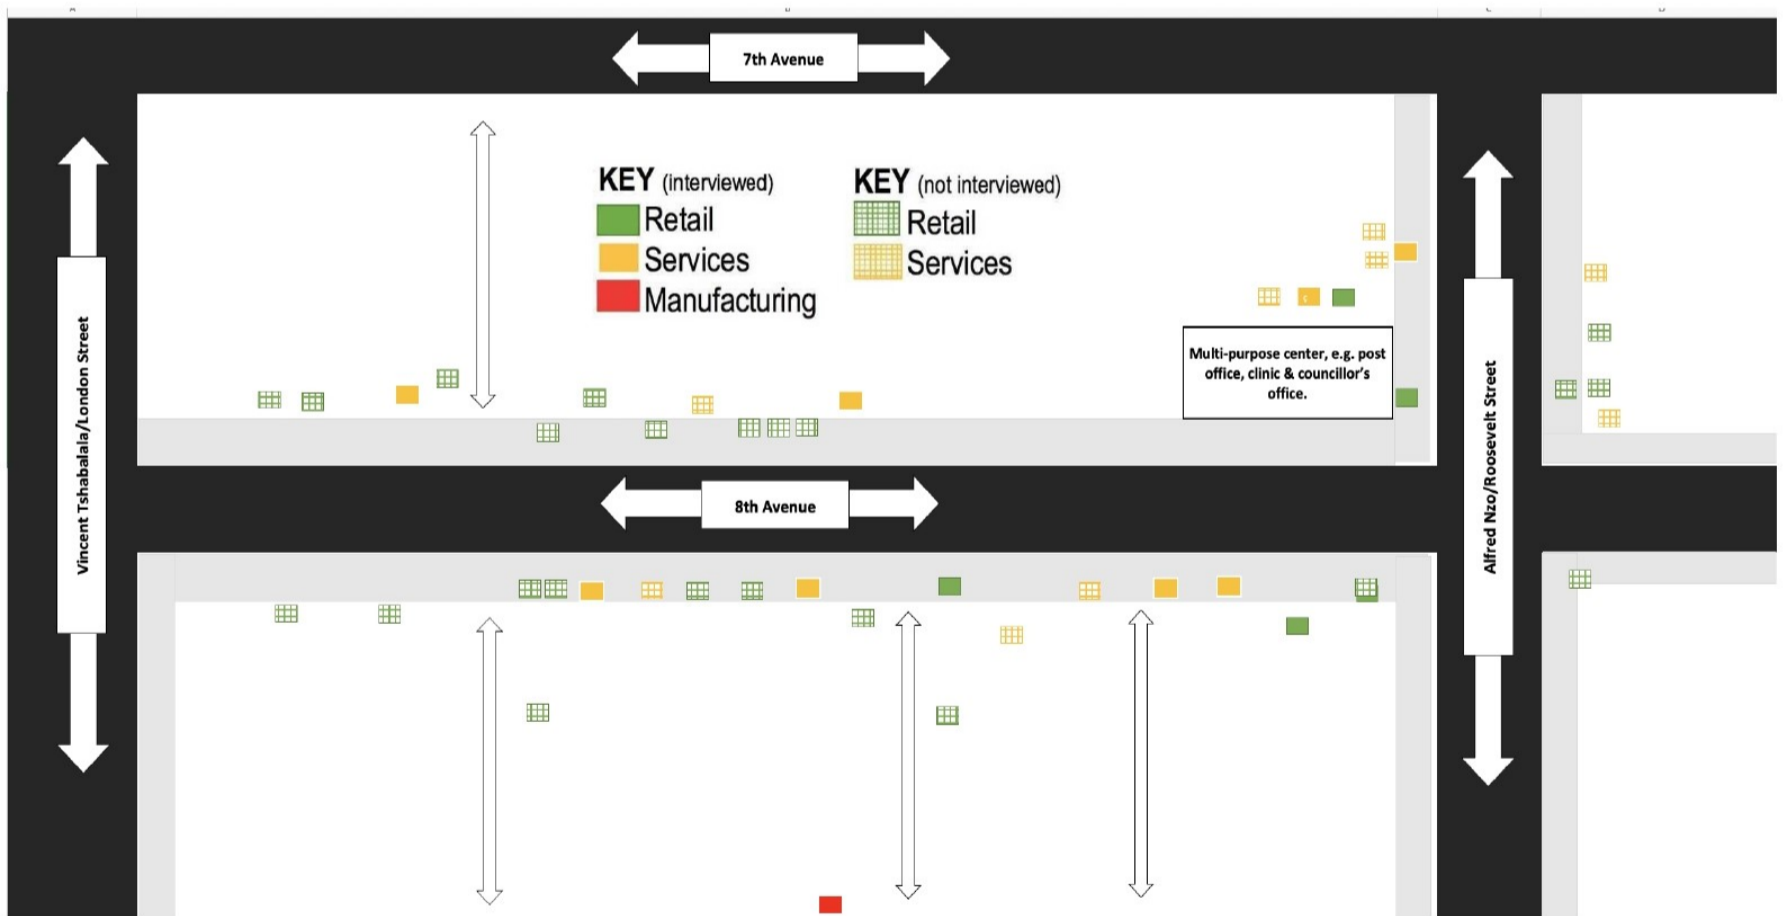 7th Avenue
KEY (interviewed)
Retail
Services
Manufacturing
KEY (not interviewed)
Retail
Services
Vincent Tshabalala/London Street
Multi-purpose center, e.g. post
office, clinic & councillor's
office.
Alfred Nzo/Roosevelt Street
8th Avenue